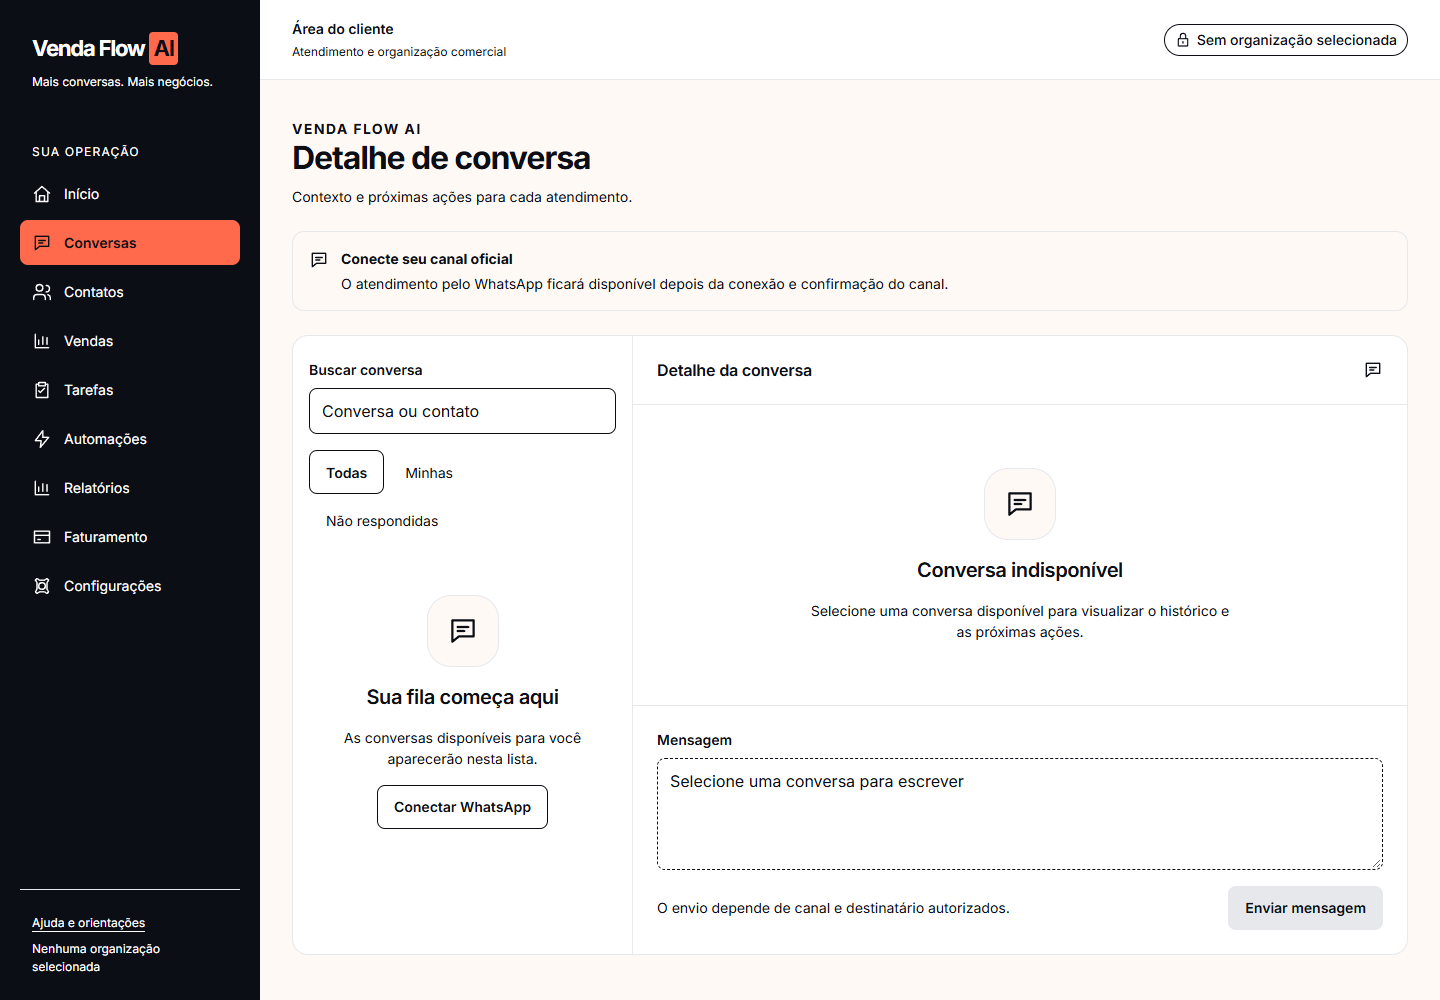 Venda Flow AI
Mais conversas. Mais negócios.
SUA OPERAÇÃO
Início
Conversas
Contatos
Vendas
Tarefas
Automações
Relatórios
Faturamento
Configurações
Ajuda e orientações
Nenhuma organização
selecionada
Área do cliente
Atendimento e organização comercial
Sem organização selecionada
VENDA FLOW AI
Detalhe de conversa
Contexto e próximas ações para cada atendimento.
Conecte seu canal oficial
O atendimento pelo WhatsApp ficará disponível depois da conexão e confirmação do canal.
Buscar conversa
Conversa ou contato
Todas
Minhas
Não respondidas
Sua fila começa aqui
As conversas disponíveis para você
aparecerão nesta lista.
Conectar WhatsApp
Detalhe da conversa
Conversa indisponível
Selecione uma conversa disponível para visualizar o histórico e
as próximas ações.
Mensagem
Selecione uma conversa para escrever
O envio depende de canal e destinatário autorizados.
Enviar mensagem